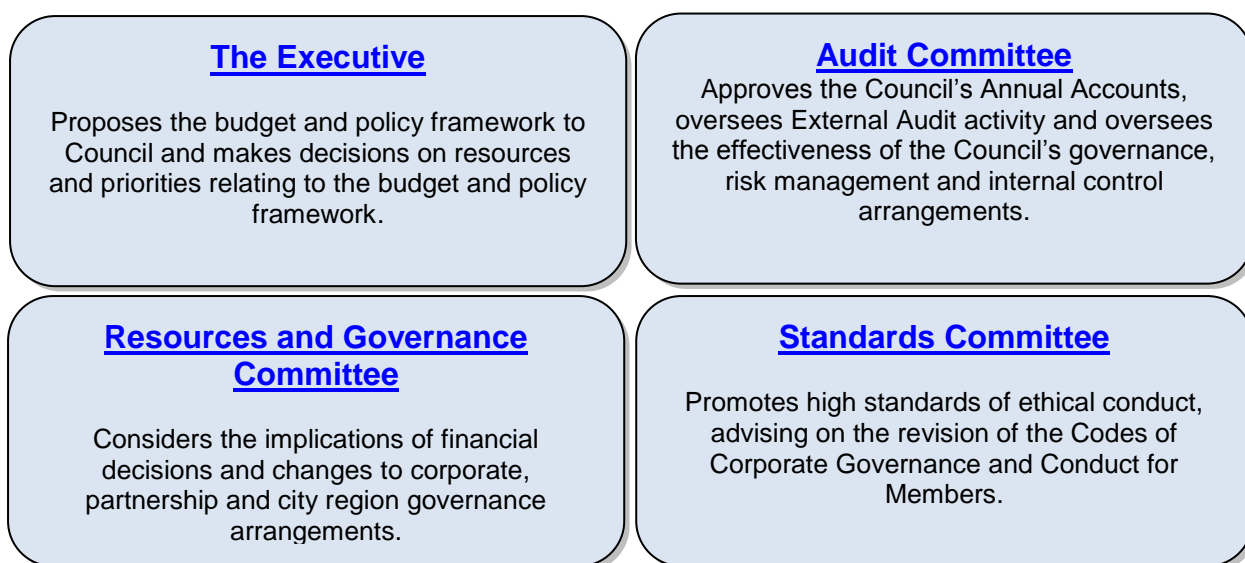 The Executive
Proposes the budget and policy framework to
Council and makes decisions on resources
and priorities relating to the budget and policy
framework.
Audit Committee
Approves the Council’s Annual Accounts,
oversees External Audit activity and oversees
the effectiveness of the Council’s governance,
risk management and internal control
arrangements.
Resources and Governance
Committee
Considers the implications of financial
decisions and changes to corporate,
partnership and city region governance
arrangements.
Standards Committee
Promotes high standards of ethical conduct,
advising on the revision of the Codes of
Corporate Governance and Conduct for
Members.